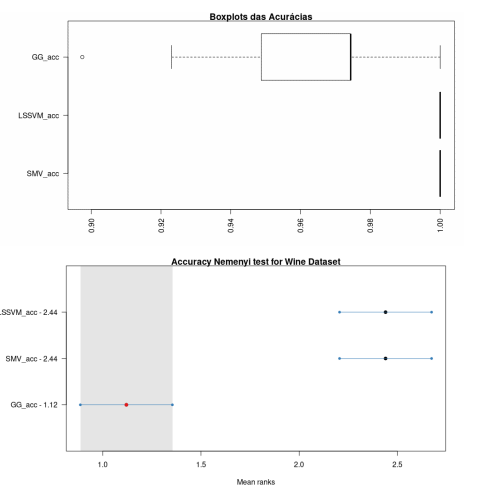 Boxplots das Acurácias
GG_acc
LSSVM_acc
SMV_acc
0.90
0.92
0.94
0.96
0.98
1.00
Accuracy Nemenyi test for Wine Dataset
LSSVM_acc - 2.44
SMV_acc - 2.44
GG_acc - 1.12
1.0
1.5
2.0
2.5
Mean ranks